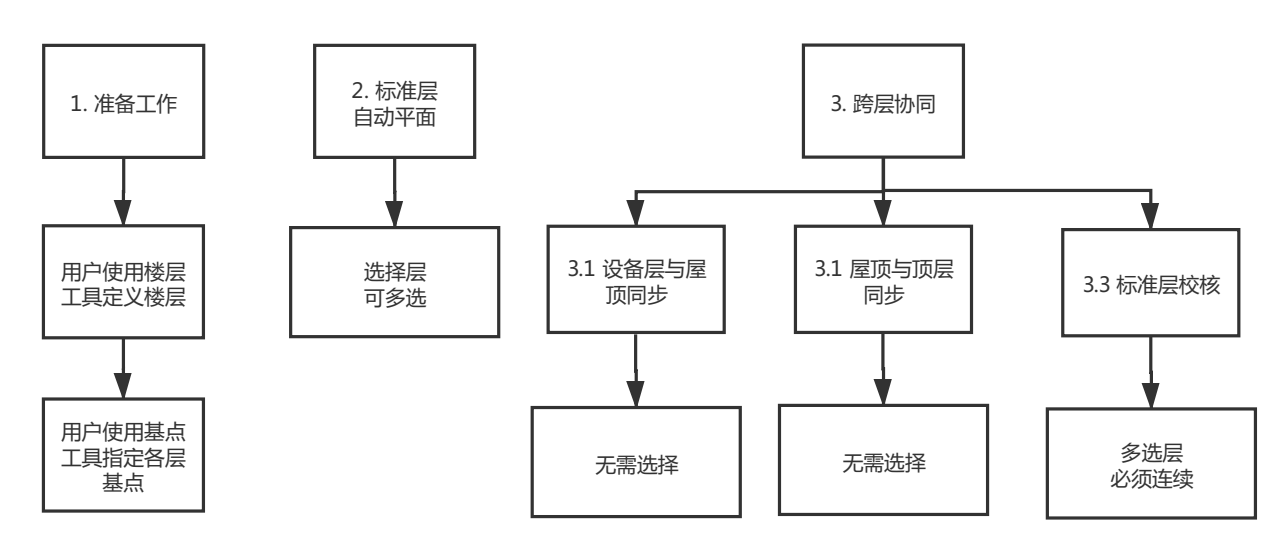 1. 准备工作
用户使用楼层
工具定义楼层
用户使用基点
工具指定各层
基点
2. 标准层
自动平面
选择层
可多选
3. 跨层协同
3.1 设备层与屋
顶同步
无需选择
3.1 屋顶与顶层
同步
无需选择
3.3 标准层校核
多选层
必须连续